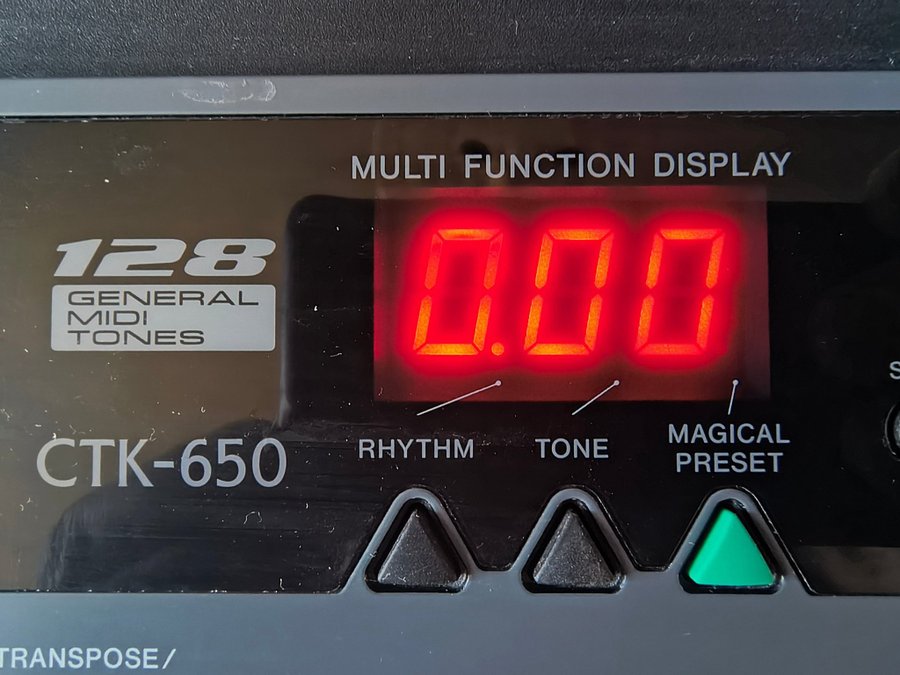 MULTI FUNCTION DISPLAY
128
GENERAL
MIDI
TONES
0.00
CTK-650
RHYTHM
TONE
MAGICAL
PRESET
S
TRANSPOSE/